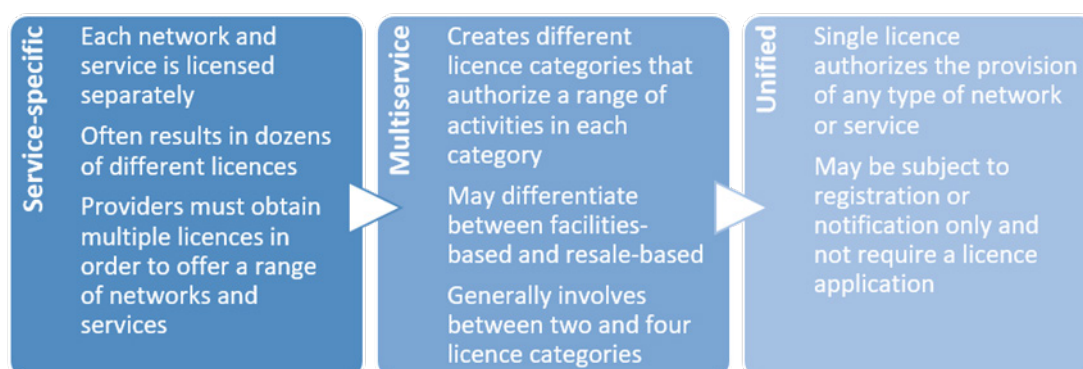 Service-specific
Each network and
service is licensed
separately
Often results in dozens
of different licences
Providers must obtain
multiple licences in
order to offer a range
of networks and
services
Multiservice
Creates different
licence categories that
authorize a range of
activities in each
category
May differentiate
between facilities-
based and resale-based
Generally involves
between two and four
licence categories
Unified
Single licence
authorizes the provision
of any type of network
or service
May be subject to
registration or
notification only and
not require a licence
application